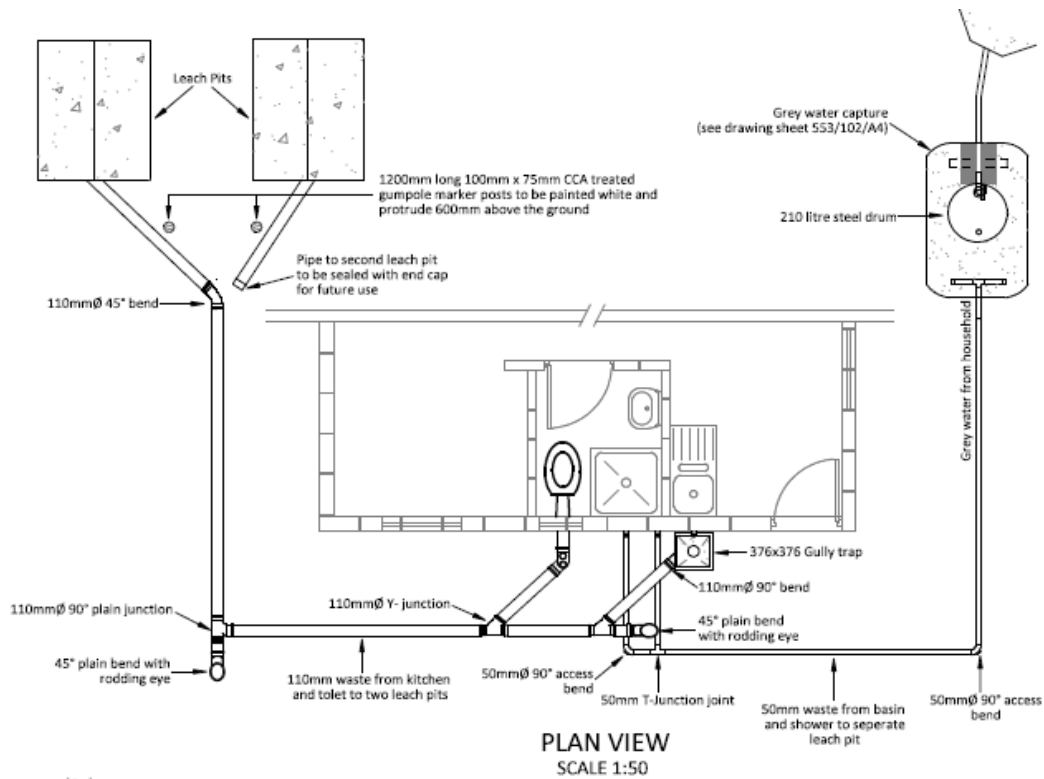 Leach Pits
Grey water capture
(see drawing sheet 553/102/A4)
1200mm long 100mm x 75mm CCA treated
gumpole marker posts to be painted white and
protrude 600mm above the ground
210 litre steel drum
Pipe to second leach pit
to be sealed with end cap
for future use
110mmØ 45° bend
Grey water from household
376x376 Gully trap
110mmØ 90° bend
110mmØ 90° plain junction
110mmØ Y- junction
45° plain bend
with rodding eye
45° plain bend with
rodding eye
110mm waste from kitchen
and tolet to two leach pits
50mmØ 90° access
bend
50mm T-Junction joint
50mm waste from basin
and shower to seperate
leach pit
50mmØ 90° access
bend
PLAN VIEW
SCALE 1:50